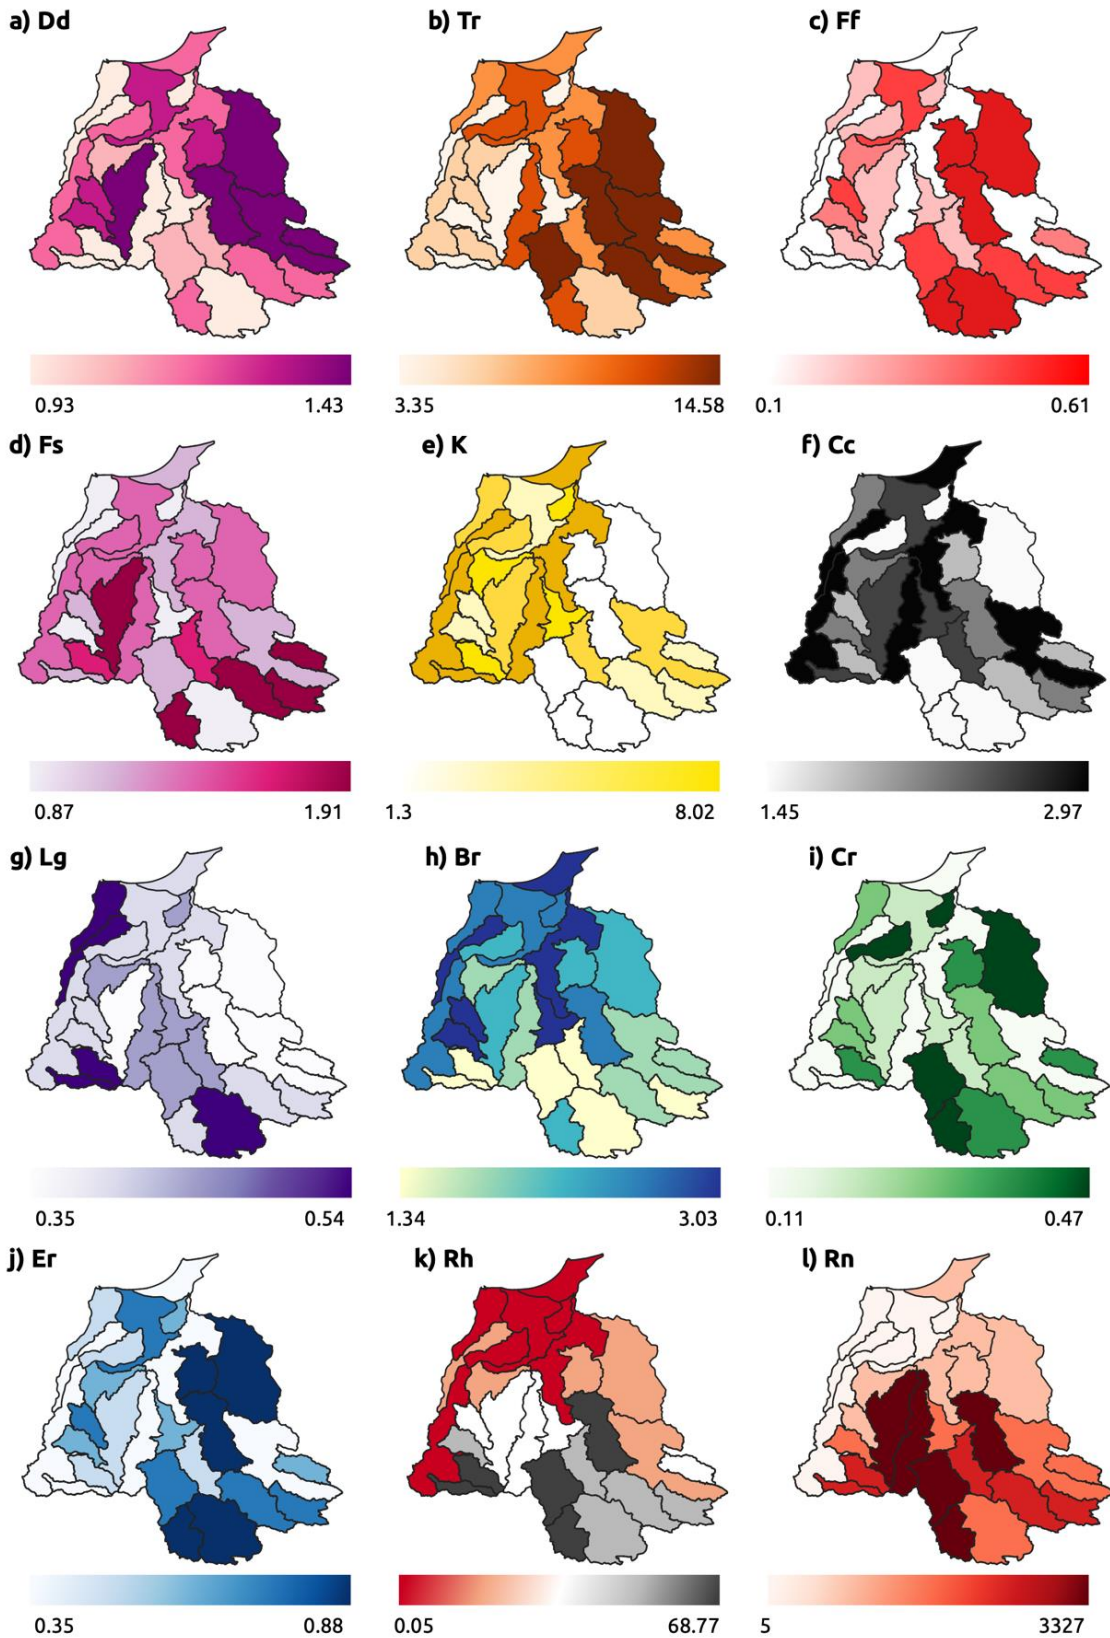 a) Dd b) Tr c) Ff
0.93 1.43 3.35 14.58 0.1 0.61
d) Fs e) K f) Cc
0.87 1.91 1.3 8.02 1.45 2.97
g) Lg h) Br i) Cr
0.35 0.54 1.34 3.03 0.11 0.47
j) Er k) Rh l) Rn
0.35 0.88 0.05 68.77 5 3327